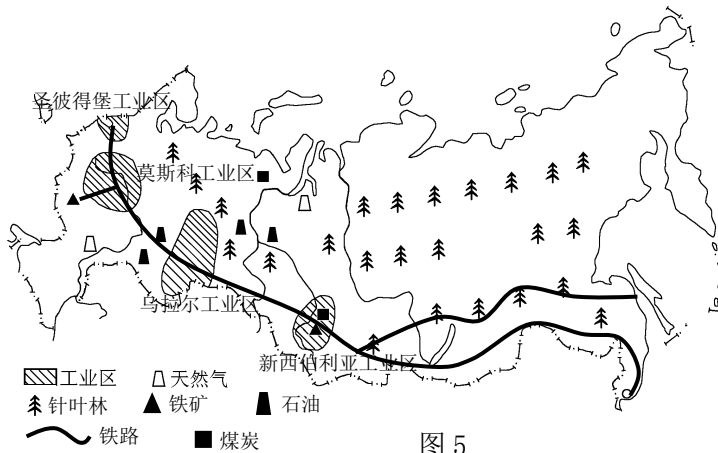 圣彼得堡工业区
莫斯科工业区
乌拉尔工业区
新西伯利亚工业区
工业区 天然气
针叶林 铁矿 石油
铁路 煤炭
图5